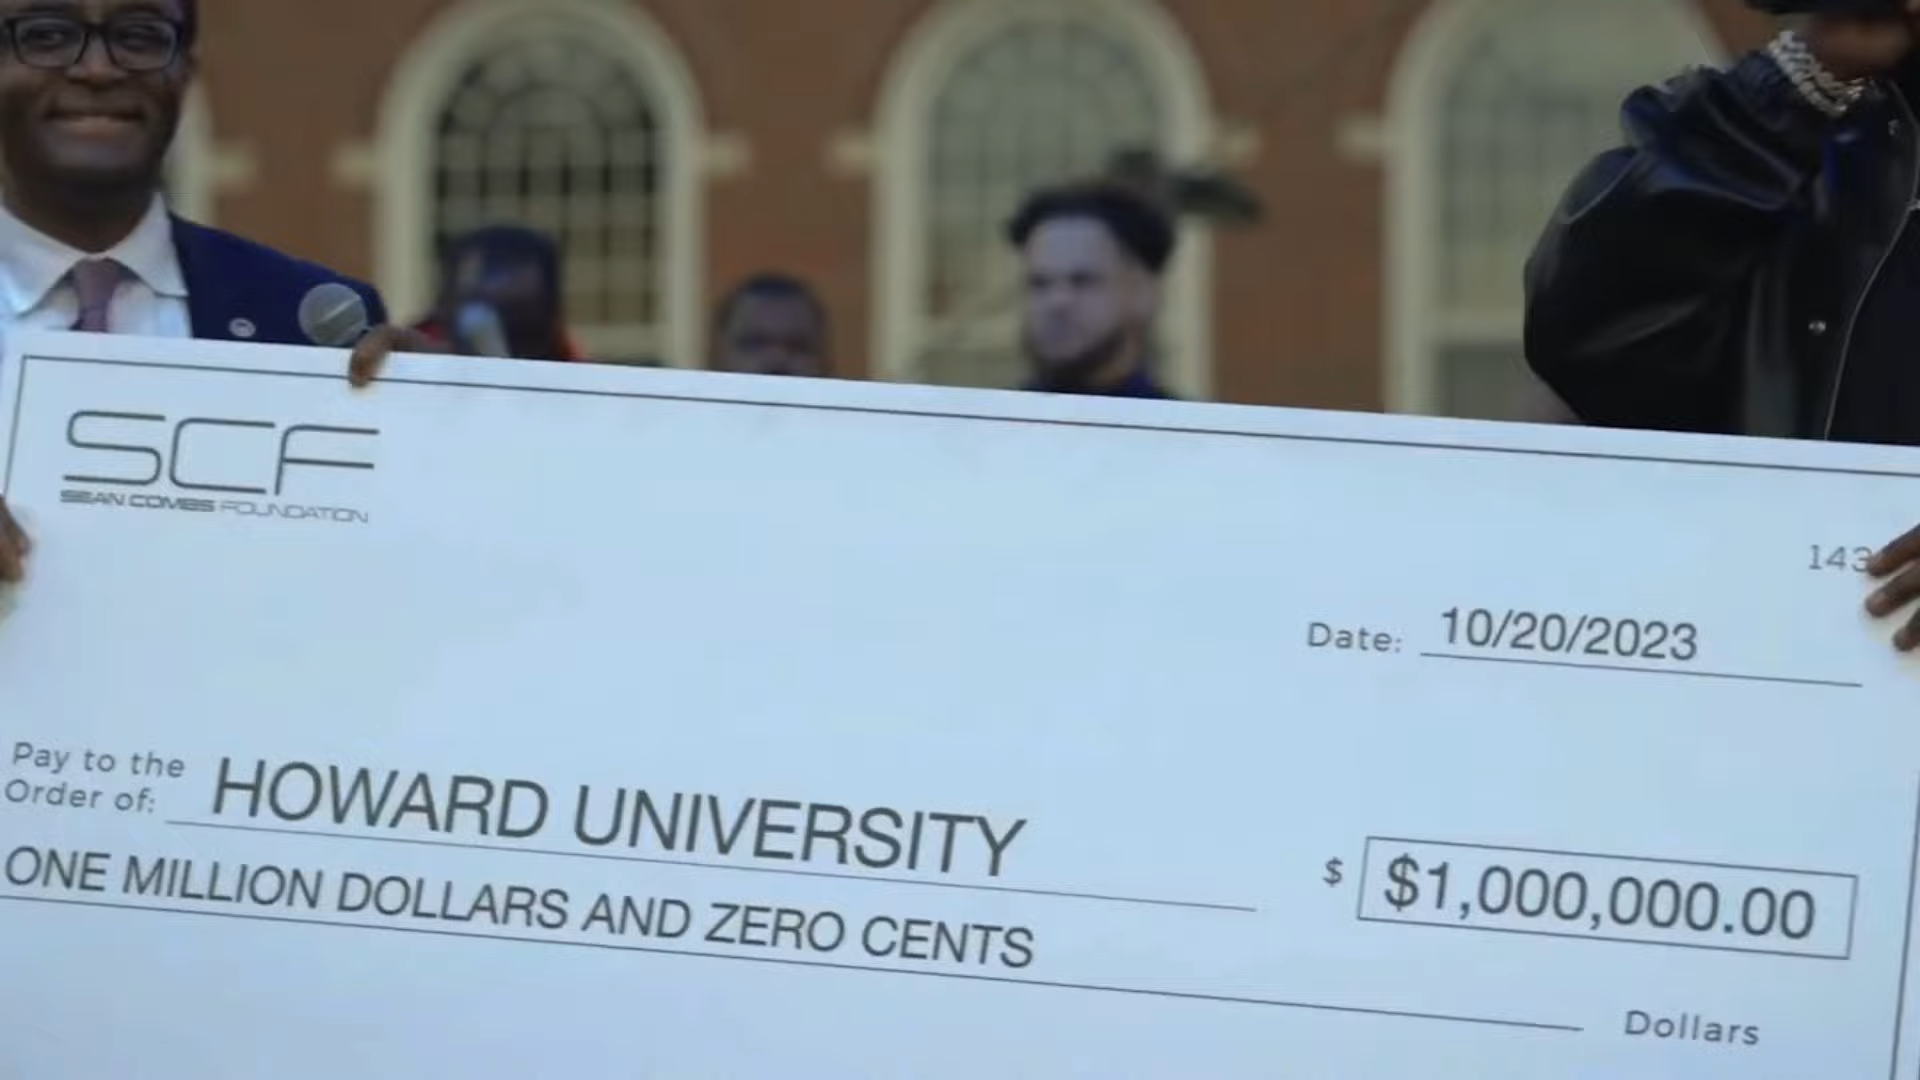 SCF
SEAN COMBS FOUNDATION
143
Date: 10/20/2023
Pay to the
Order of: HOWARD UNIVERSITY
$ $1,000,000.00
ONE MILLION DOLLARS AND ZERO CENTS
Dollars